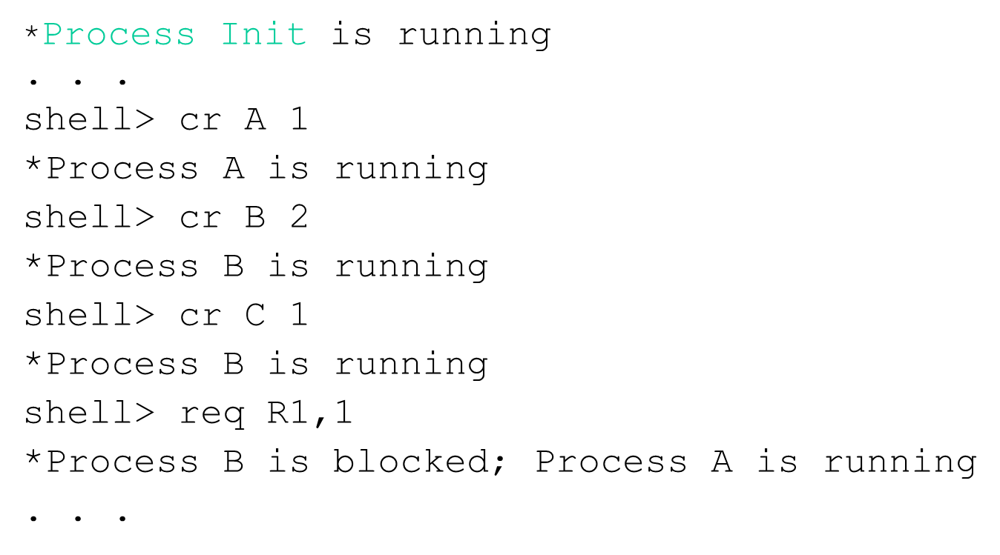 *Process Init is running
. . .
shell> cr A 1
*Process A is running
shell> cr B 2
*Process B is running
shell> cr C 1
*Process B is running
shell> req R1,1
*Process B is blocked; Process A is running
. . .